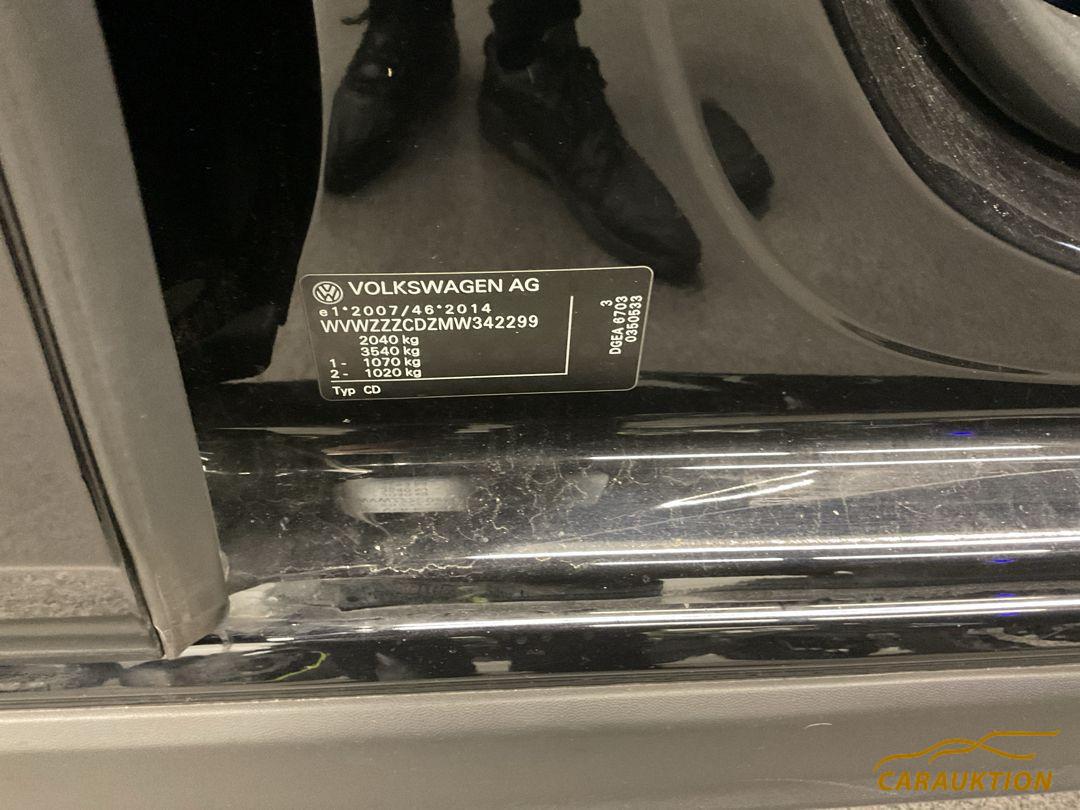 VOLKSWAGEN AG
e1*2007/46*2014
WVWZZZCDZMW342299
2040 kg
3540 kg
1- 1070 kg
2- 1020 kg
Typ CD
3
DGEA 6703
0350533
CARAUKTION